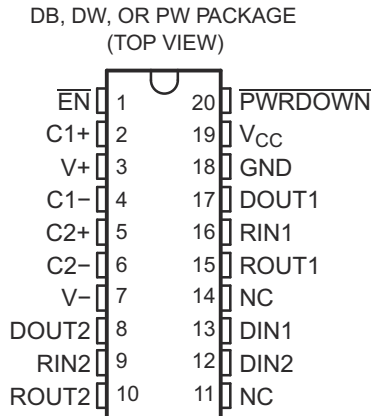 DB, DW, OR PW PACKAGE
(TOP VIEW)
EN 1 20 PWRDOWN
C1+ 2 19 VCC
V+ 3 18 GND
C1− 4 17 DOUT1
C2+ 5 16 RIN1
C2− 6 15 ROUT1
V− 7 14 NC
DOUT2 8 13 DIN1
RIN2 9 12 DIN2
ROUT2 10 11 NC